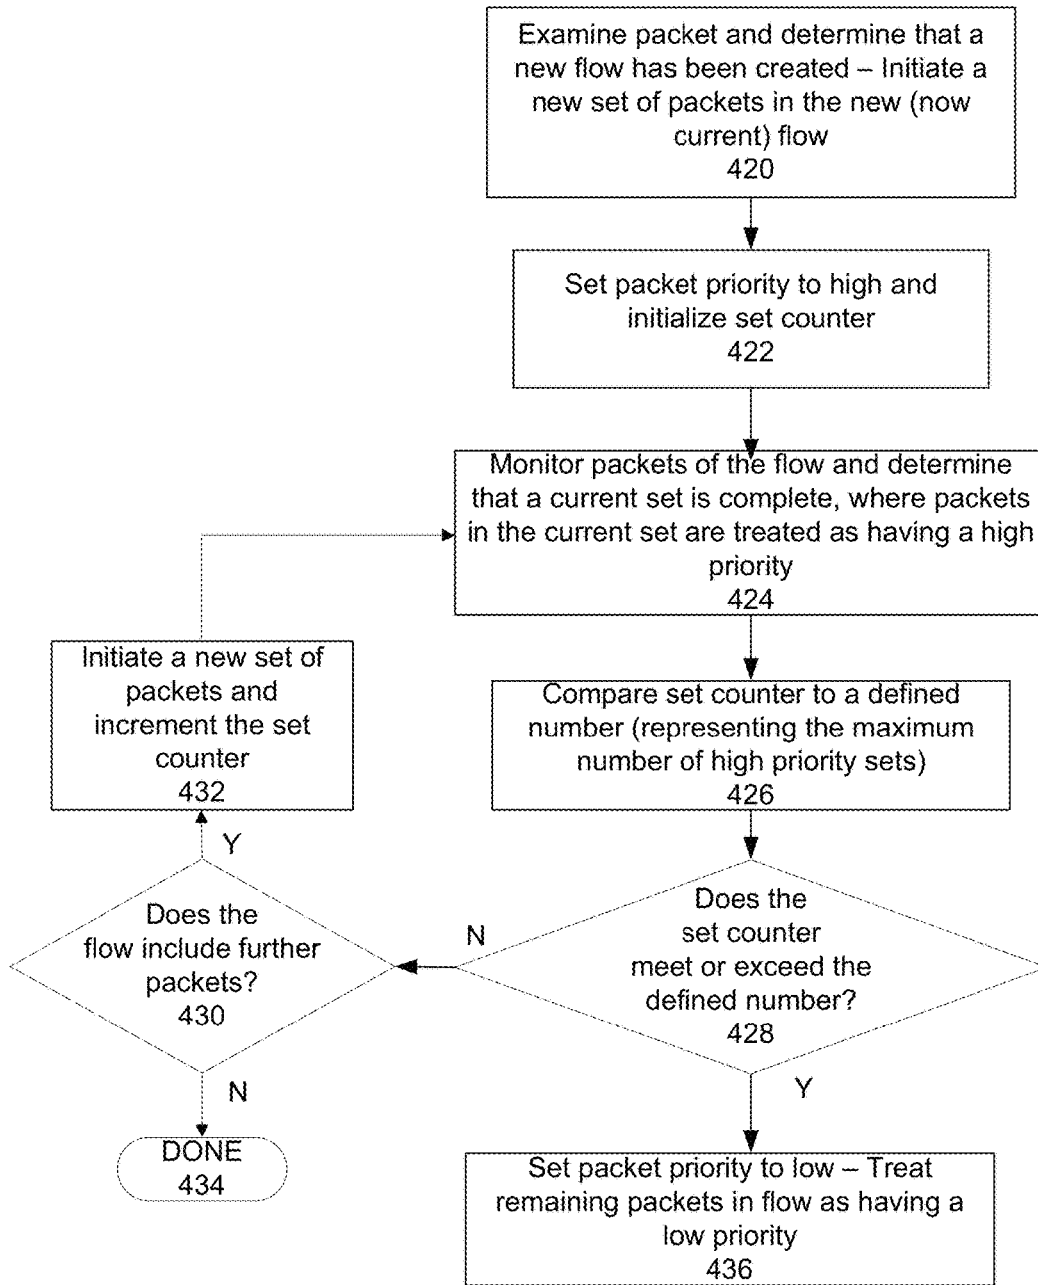 Examine packet and determine that a
new flow has been created – Initiate a
new set of packets in the new (now
current) flow
420
Set packet priority to high and
initialize set counter
422
Monitor packets of the flow and determine
that a current set is complete, where packets
in the current set are treated as having a high
priority
424
Initiate a new set of
packets and
increment the set
counter
432
Compare set counter to a defined
number (representing the maximum
number of high priority sets)
426
Y
Does the
flow include further
packets?
430
N
Does the
set counter
meet or exceed the
defined number?
428
N
Y
DONE
434
Set packet priority to low – Treat
remaining packets in flow as having a
low priority
436